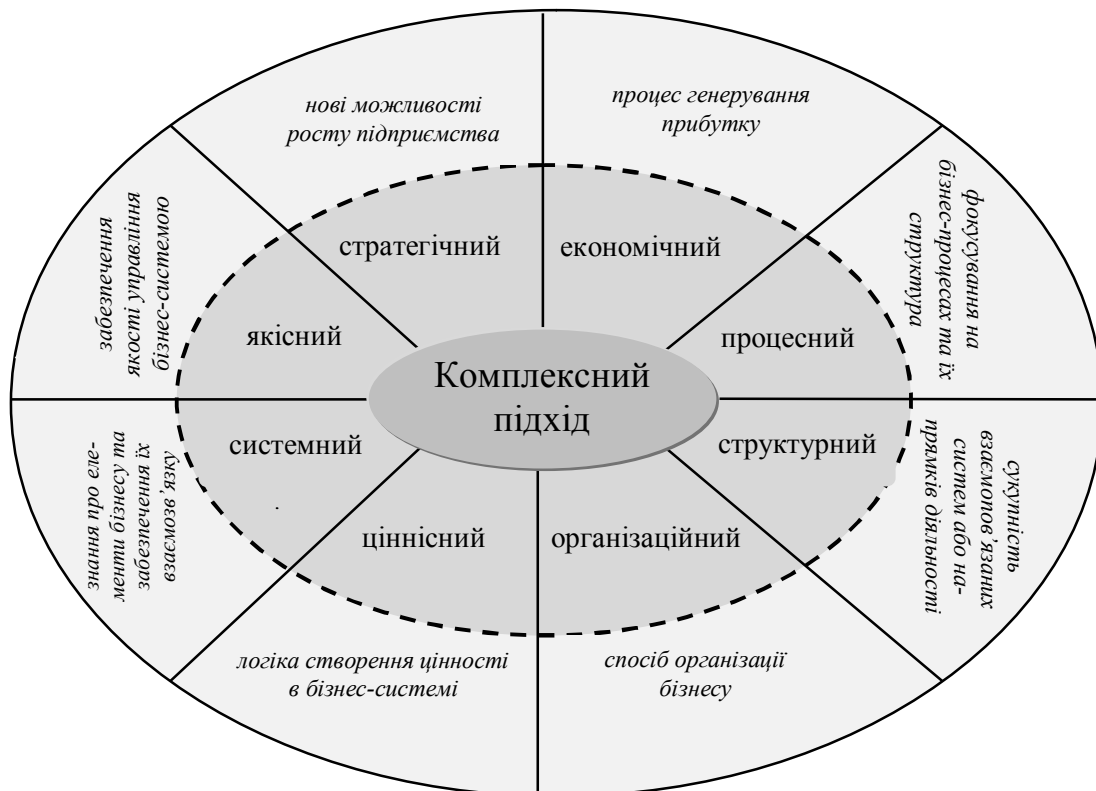 нові можливості
росту підприємства
процес генерування
прибутку
фокусування на
бізнес-процесах та їх
структура
забезпечення
якості управління
бізнес-системою
стратегічний
економічний
якісний
процесний
Комплексний
підхід
системний
структурний
ціннісний
організаційний
знання про еле-
менти бізнесу та
забезпечення їх
взаємозв’язку
сукупність
взаємопов’язаних
систем або на-
прямків діяльності
логіка створення цінності
в бізнес-системі
спосіб організації
бізнесу